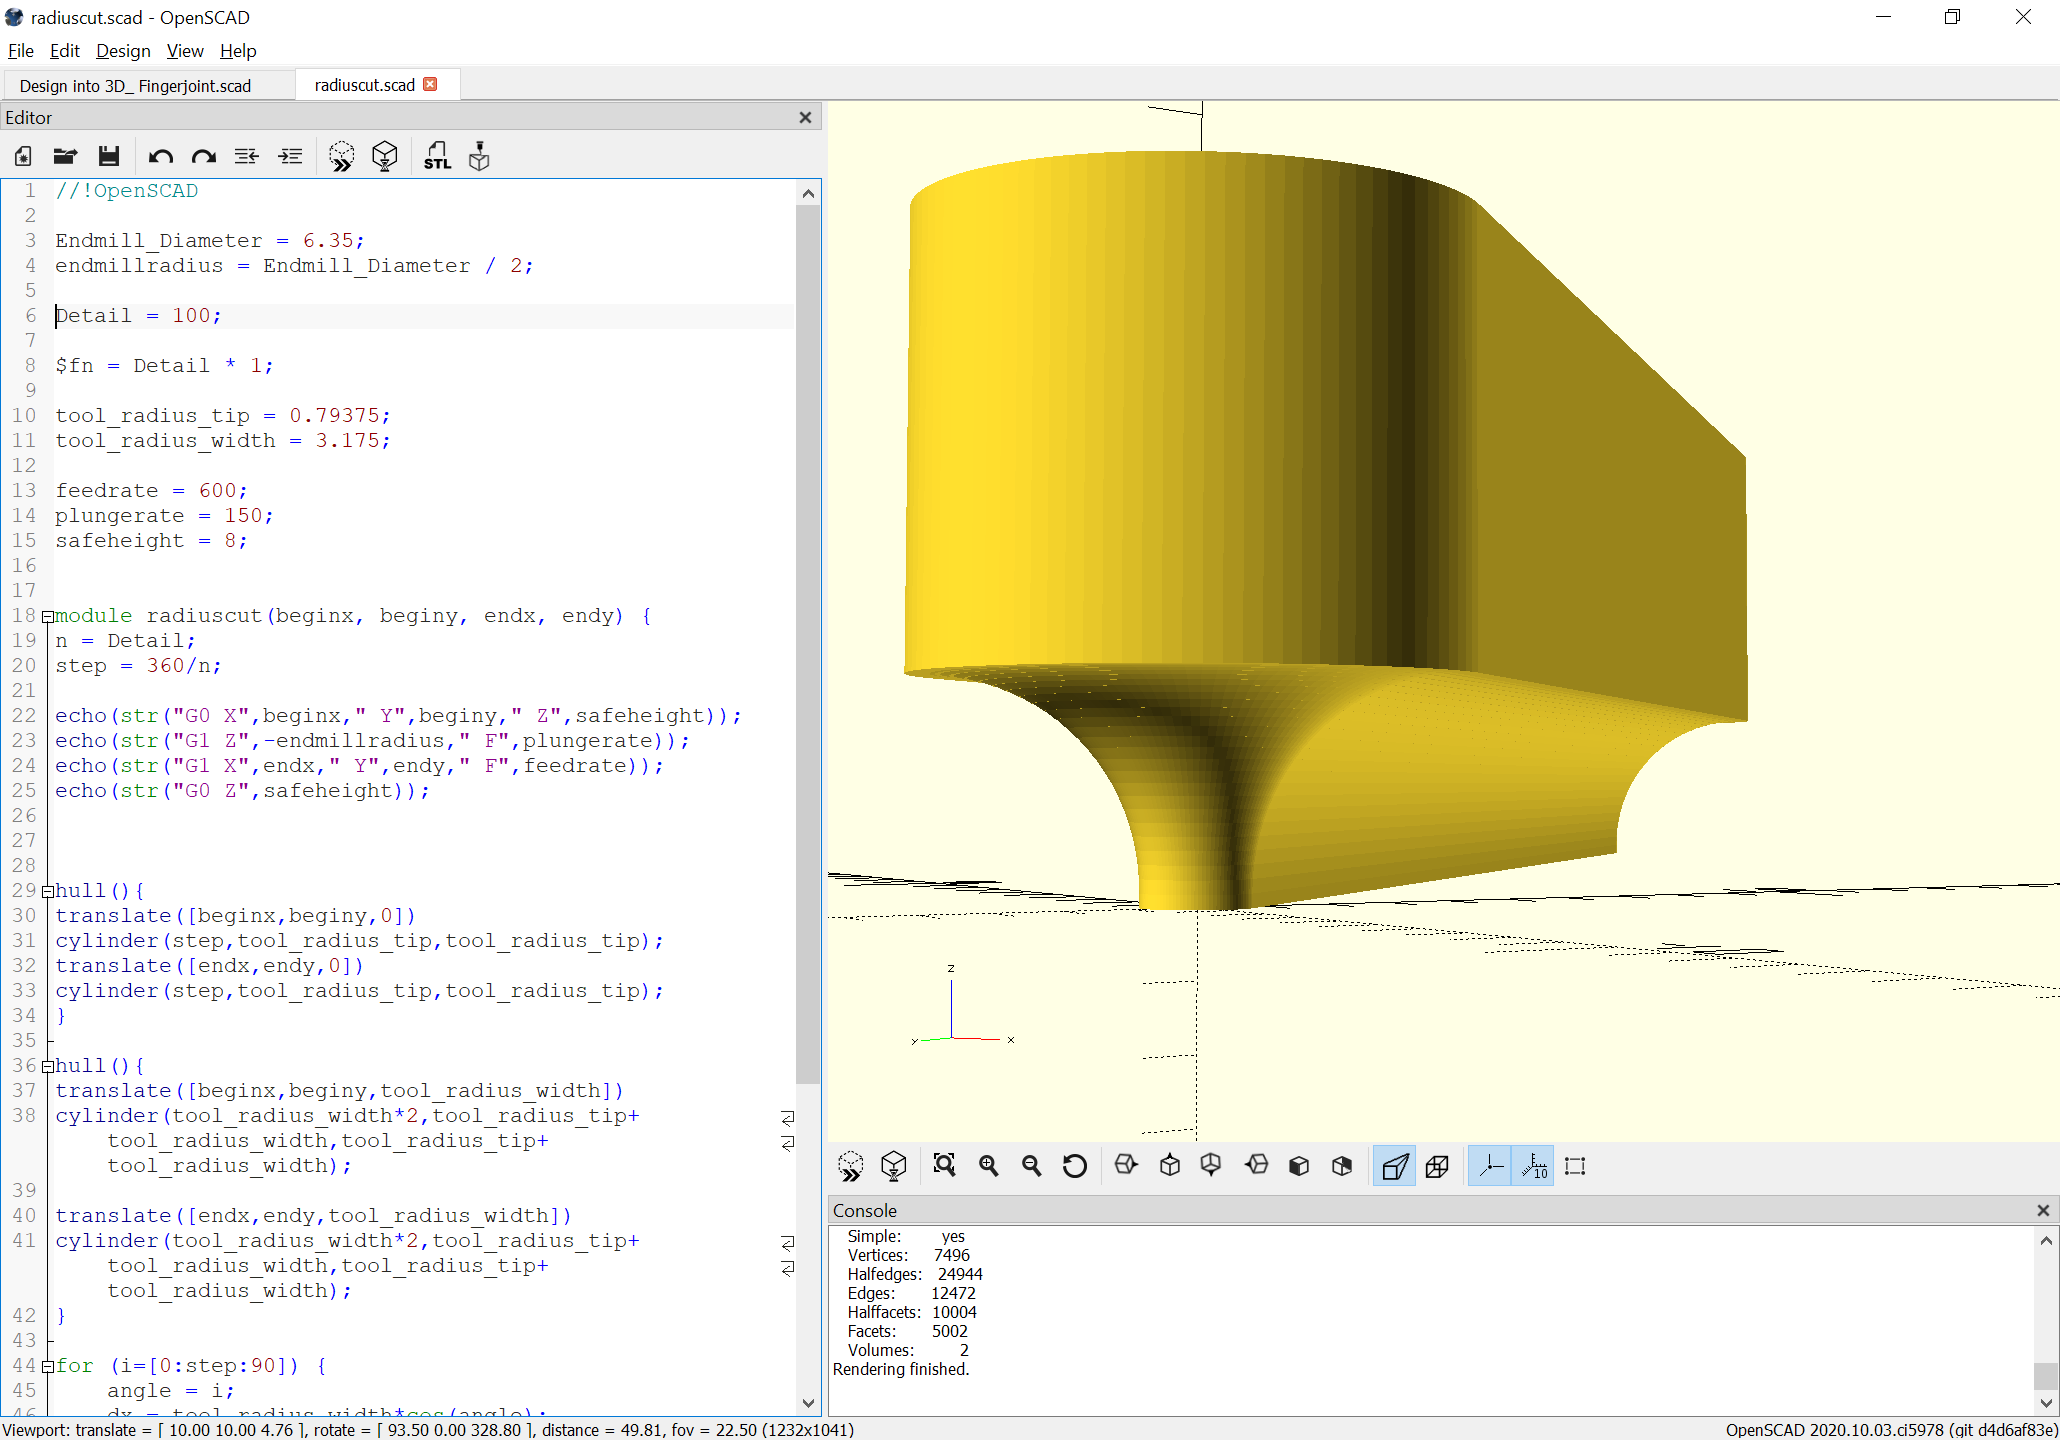 radiuscut.scad - OpenSCAD
File Edit Design View Help
Design into 3D_ Fingerjoint.scad radiuscut.scad
Editor
STL
1 //!OpenSCAD
2
3 Endmill_Diameter = 6.35;
4 endmillradius = Endmill_Diameter / 2;
5
6 Detail = 100;
7
8 $fn = Detail * 1;
9
10 tool_radius_tip = 0.79375;
11 tool_radius_width = 3.175;
12
13 feedrate = 600;
14 plungerate = 150;
15 safeheight = 8;
16
17
18 module radiuscut(beginx, beginy, endx, endy) {
19 n = Detail;
20 step = 360/n;
21
22 echo(str("G0 X",beginx," Y",beginy," Z",safeheight));
23 echo(str("G1 Z",-endmillradius," F",plungerate));
24 echo(str("G1 X",endx," Y",endy," F",feedrate));
25 echo(str("G0 Z",safeheight));
26
27
28
29 hull(){
30 translate([beginx,beginy,0])
31 cylinder(step,tool_radius_tip,tool_radius_tip);
32 translate([endx,endy,0])
33 cylinder(step,tool_radius_tip,tool_radius_tip);
34 }
35
36 hull(){
37 translate([beginx,beginy,tool_radius_width])
38 cylinder(tool_radius_width*2,tool_radius_tip+
tool_radius_width,tool_radius_tip+
tool_radius_width);
39
40 translate([endx,endy,tool_radius_width])
41 cylinder(tool_radius_width*2,tool_radius_tip+
tool_radius_width,tool_radius_tip+
tool_radius_width);
42 }
43
44 for (i=[0:step:90]) {
45 angle = i;
46 dx = tool_radius_width*cos(angle);
z
y x
10
Console
Simple: yes
Vertices: 7496
Halfedges: 24944
Edges: 12472
Halffacets: 10004
Facets: 5002
Volumes: 2
Rendering finished.
Viewport: translate = [ 10.00 10.00 4.76 ], rotate = [ 93.50 0.00 328.80 ], distance = 49.81, fov = 22.50 (1232x1041)
OpenSCAD 2020.10.03.ci5978 (git d4d6af83e)